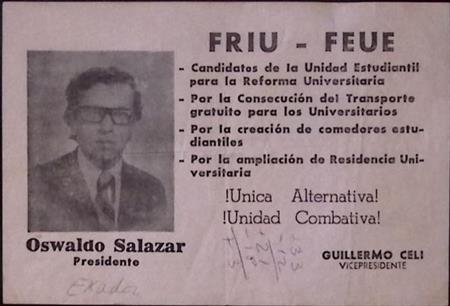 FRIU - FEUE
- Candidatos de la Unidad Estudiantil
para la Reforma Universitaria
- Por la Consecución del Transporte
gratuito para los Universitarios
- Por la creación de comedores estu-
diantiles
- Por la ampliación de Residencia Uni-
versitaria
!Unica Alternativa!
!Unidad Combativa!
Oswaldo Salazar
Presidente
GUILLERMO CELI
VICEPRESIDENTE